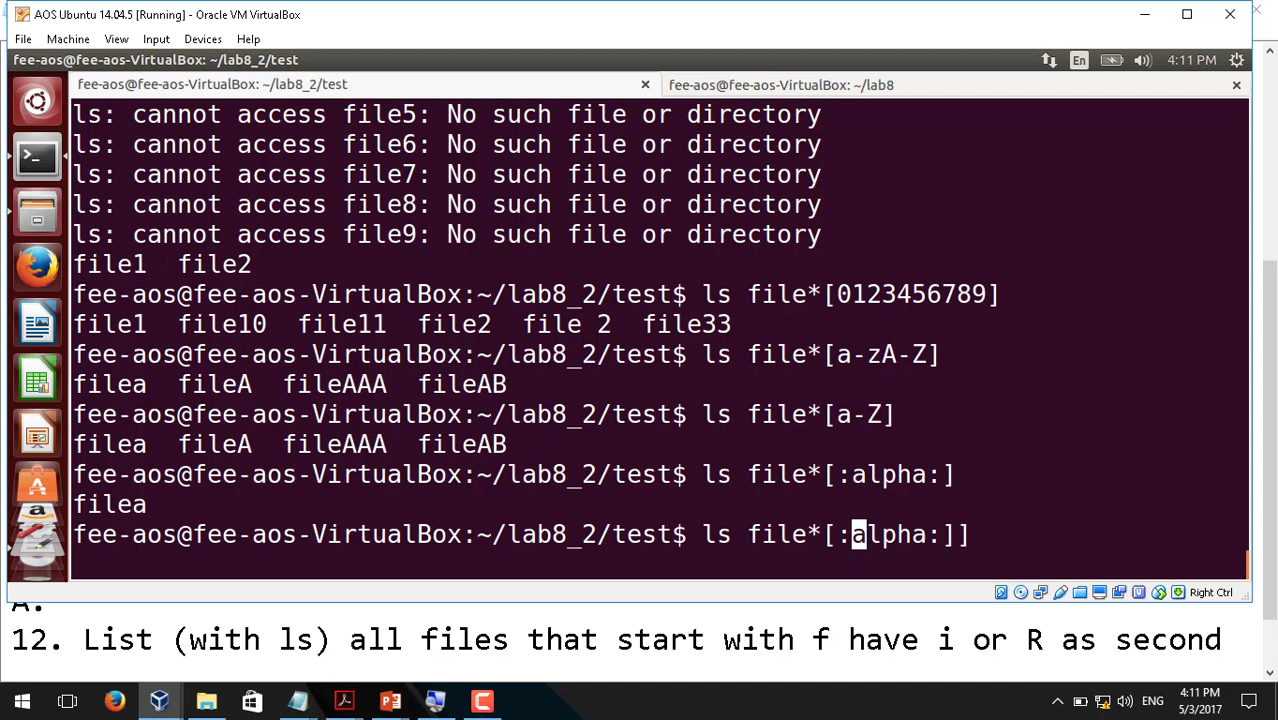 AOS Ubuntu 14.04.5 [Running] - Oracle VM VirtualBox
File Machine View Input Devices Help
fee-aos@fee-aos-VirtualBox: ~/lab8_2/test
En
4:11 PM
fee-aos@fee-aos-VirtualBox: ~/lab8_2/test
fee-aos@fee-aos-VirtualBox: ~/lab8
ls: cannot access file5: No such file or directory
ls: cannot access file6: No such file or directory
ls: cannot access file7: No such file or directory
ls: cannot access file8: No such file or directory
ls: cannot access file9: No such file or directory
file1 file2
fee-aos@fee-aos-VirtualBox:~/lab8_2/test$ ls file*[0123456789]
file1 file10 file11 file2 file 2 file33
fee-aos@fee-aos-VirtualBox:~/lab8_2/test$ ls file*[a-zA-Z]
filea fileA fileAAA fileAB
fee-aos@fee-aos-VirtualBox:~/lab8_2/test$ ls file*[a-Z]
filea fileA fileAAA fileAB
fee-aos@fee-aos-VirtualBox:~/lab8_2/test$ ls file*[:alpha:]
filea
fee-aos@fee-aos-VirtualBox:~/lab8_2/test$ ls file*[:alpha:]]
Right Ctrl
A.
12. List (with ls) all files that start with f have i or R as second
ENG
4:11 PM
5/3/2017